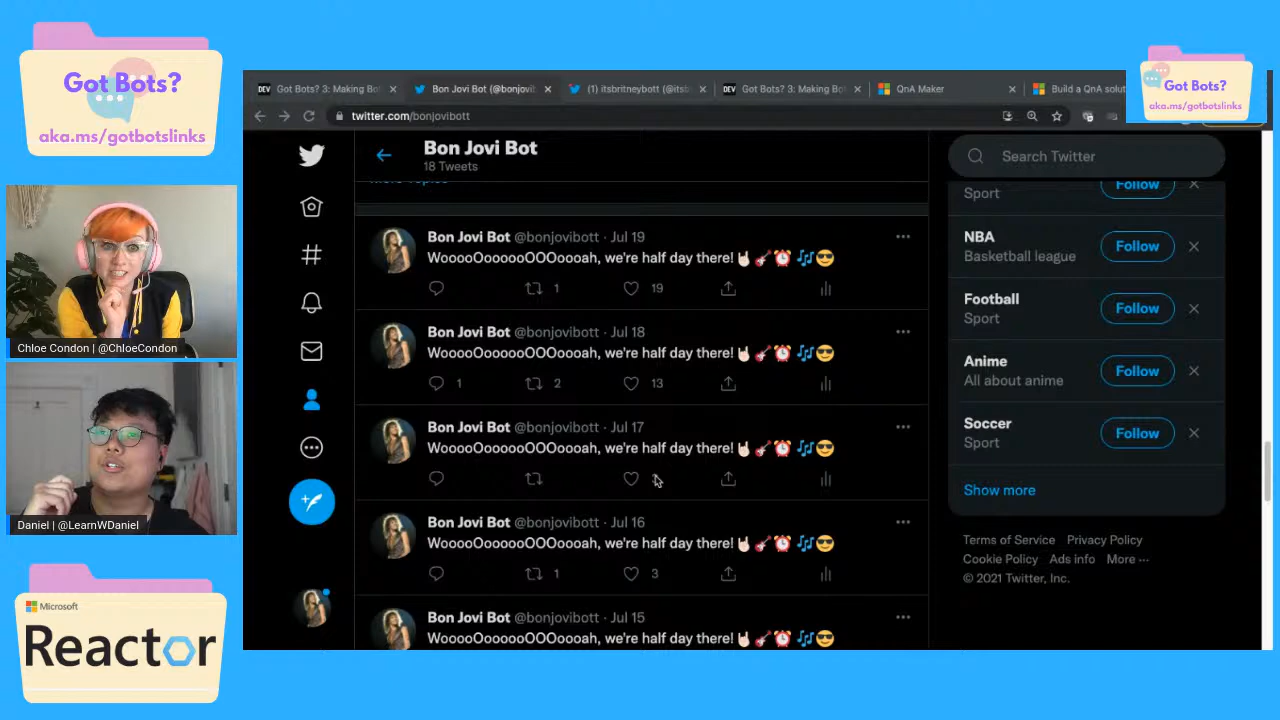 Got Bots?
aka.ms/gotbotslinks
Chloe Condon | @ChloeCondon
Daniel | @LearnWDaniel
Microsoft
Reactor
DEV Got Bots? 3: Making Bo
Bon Jovi Bot (@bonjovib
(1) itsbritneybott (@itsb
DEV Got Bots? 3: Making Bo
QnA Maker
Build a QnA solut
Got Bots?
aka.ms/gotbotslinks
twitter.com/bonjovibott
Bon Jovi Bot
18 Tweets
More Topics
Bon Jovi Bot @bonjovibott · Jul 19
WooooOoooooOOOoooah, we're half day there! 🤘🏻🎸⏰🎶😎
1 19
Bon Jovi Bot @bonjovibott · Jul 18
WooooOoooooOOOoooah, we're half day there! 🤘🏻🎸⏰🎶😎
1 2 13
Bon Jovi Bot @bonjovibott · Jul 17
WooooOoooooOOOoooah, we're half day there! 🤘🏻🎸⏰🎶😎
Bon Jovi Bot @bonjovibott · Jul 16
WooooOoooooOOOoooah, we're half day there! 🤘🏻🎸⏰🎶😎
1 3
Bon Jovi Bot @bonjovibott · Jul 15
WooooOoooooOOOoooah, we're half day there! 🤘🏻🎸⏰🎶😎
Search Twitter
Sport
Follow
NBA
Basketball league
Follow
Football
Sport
Follow
Anime
All about anime
Follow
Soccer
Sport
Follow
Show more
Terms of Service Privacy Policy
Cookie Policy Ads info More ···
© 2021 Twitter, Inc.